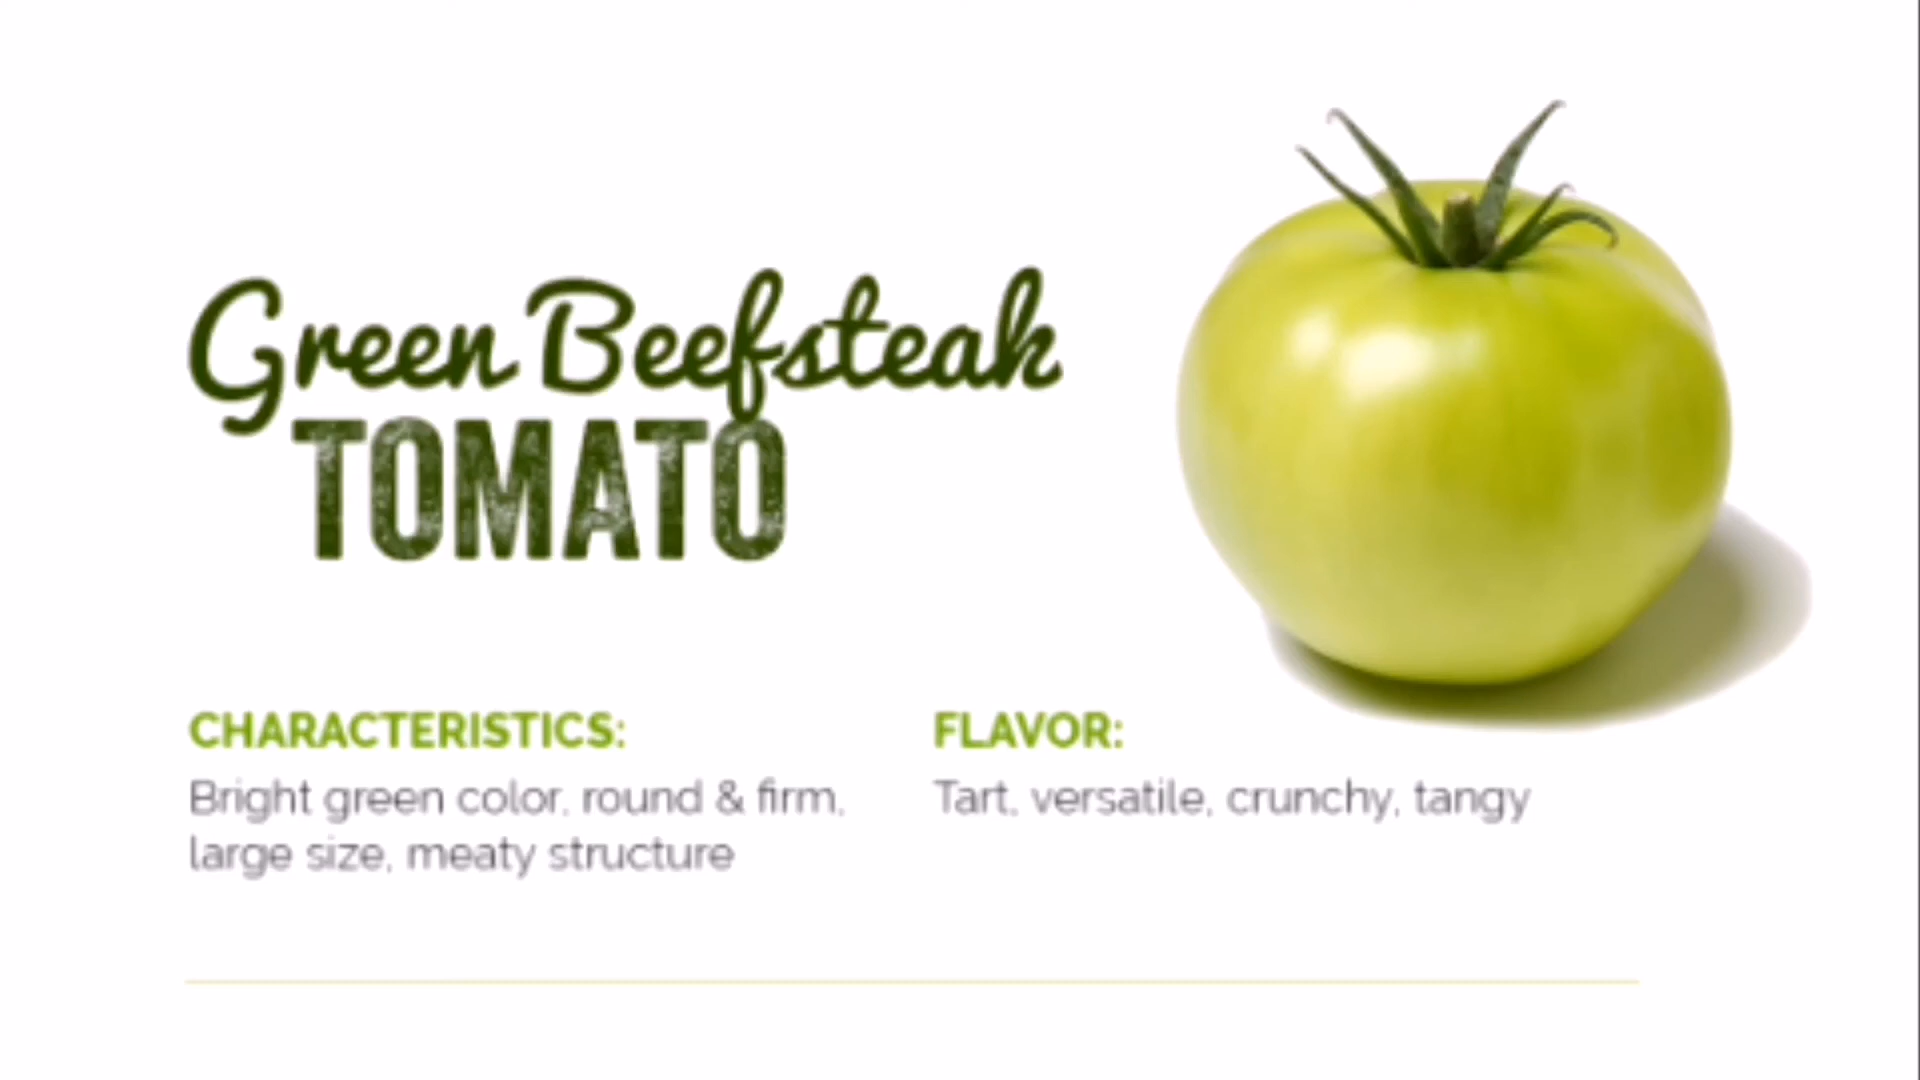 Green Beefsteak
TOMATO
CHARACTERISTICS:
Bright green color, round & firm,
large size, meaty structure
FLAVOR:
Tart, versatile, crunchy, tangy